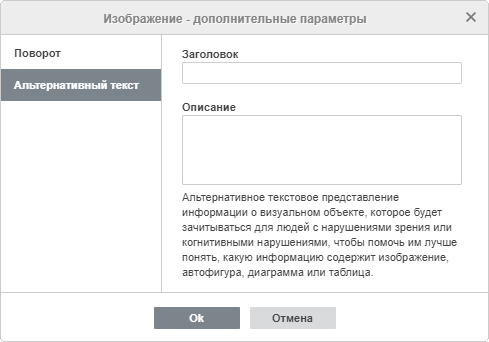 Изображение - дополнительные параметры
Поворот
Альтернативный текст
Заголовок
Описание
Альтернативное текстовое представление
информации о визуальном объекте, которое будет
зачитываться для людей с нарушениями зрения или
когнитивными нарушениями, чтобы помочь им лучше
понять, какую информацию содержит изображение,
автофигура, диаграмма или таблица.
Ok
Отмена